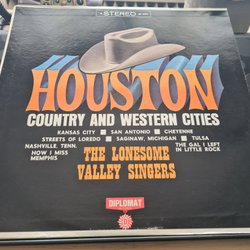 STEREO
HOUSTON
COUNTRY AND WESTERN CITIES
KANSAS CITY ■ SAN ANTONIO ■ CHEYENNE
STREETS OF LOREDO ■ SAGINAW, MICHIGAN ■ TULSA
NASHVILLE, TENN.
HOW I MISS
MEMPHIS
THE GAL I LEFT
IN LITTLE ROCK
THE LONESOME
VALLEY SINGERS
DIPLOMAT